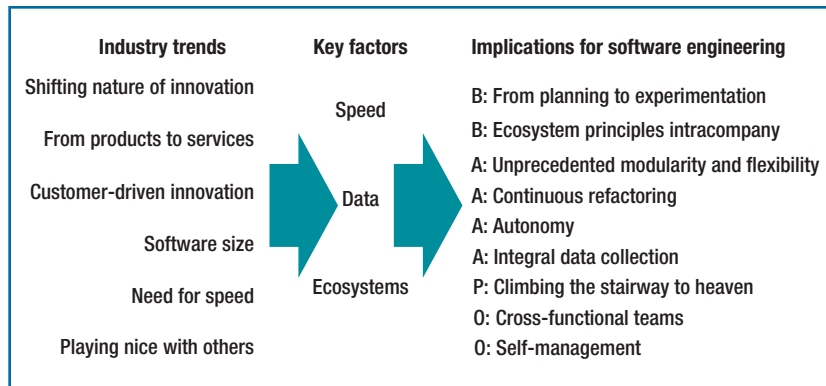 Industry trends
Shifting nature of innovation
From products to services
Customer-driven innovation
Software size
Need for speed
Playing nice with others
Key factors
Speed
Data
Ecosystems
Implications for software engineering
B: From planning to experimentation
B: Ecosystem principles intracompany
A: Unprecedented modularity and flexibility
A: Continuous refactoring
A: Autonomy
A: Integral data collection
P: Climbing the stairway to heaven
O: Cross-functional teams
O: Self-management